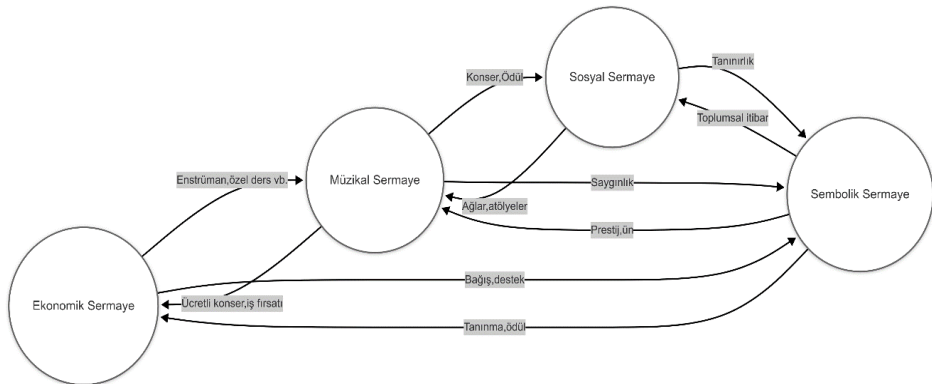 Sosyal Sermaye
Tanınırlık
Konser,Ödül
Toplumsal itibar
Müzikal Sermaye
Enstrüman,özel ders vb.
Saygınlık
Sembolik Sermaye
Ağlar,atölyeler
Prestij,ün
Bağış,destek
Ekonomik Sermaye
Ücretli konser,iş fırsatı
Tanınma,ödül